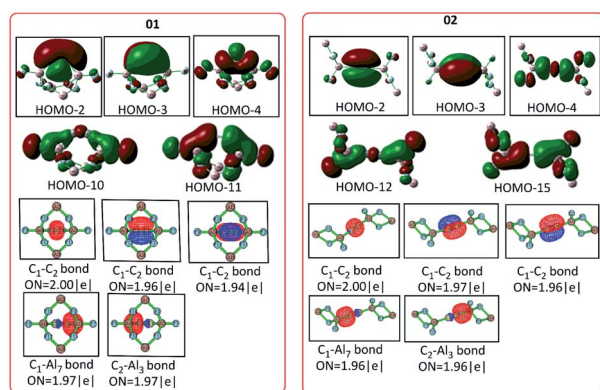 01
HOMO-2 HOMO-3 HOMO-4
HOMO-10 HOMO-11
C₁-C₂ bond C₁-C₂ bond C₁-C₂ bond
ON=2.00|e| ON=1.96|e| ON=1.94|e|
C₁-Al₇ bond C₂-Al₃ bond
ON=1.97|e| ON=1.97|e|
02
HOMO-2 HOMO-3 HOMO-4
HOMO-12 HOMO-15
C₁-C₂ bond C₁-C₂ bond C₁-C₂ bond
ON=2.00|e| ON=1.97|e| ON=1.96|e|
C₁-Al₇ bond C₂-Al₃ bond
ON=1.96|e| ON=1.96|e|